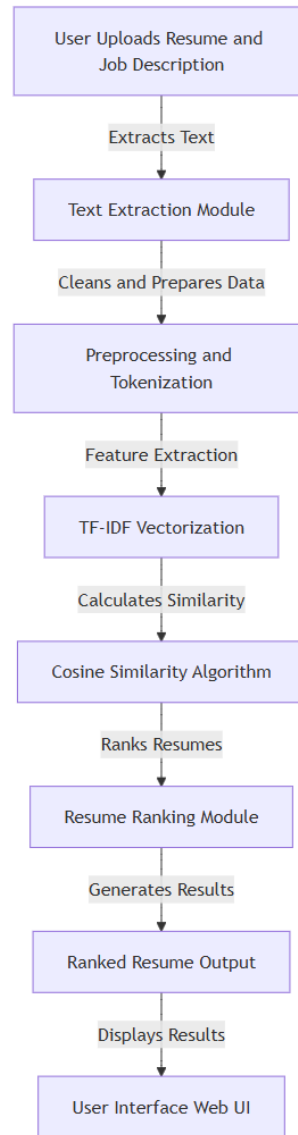 User Uploads Resume and
Job Description
Extracts Text
Text Extraction Module
Cleans and Prepares Data
Preprocessing and
Tokenization
Feature Extraction
TF-IDF Vectorization
Calculates Similarity
Cosine Similarity Algorithm
Ranks Resumes
Resume Ranking Module
Generates Results
Ranked Resume Output
Displays Results
User Interface Web UI